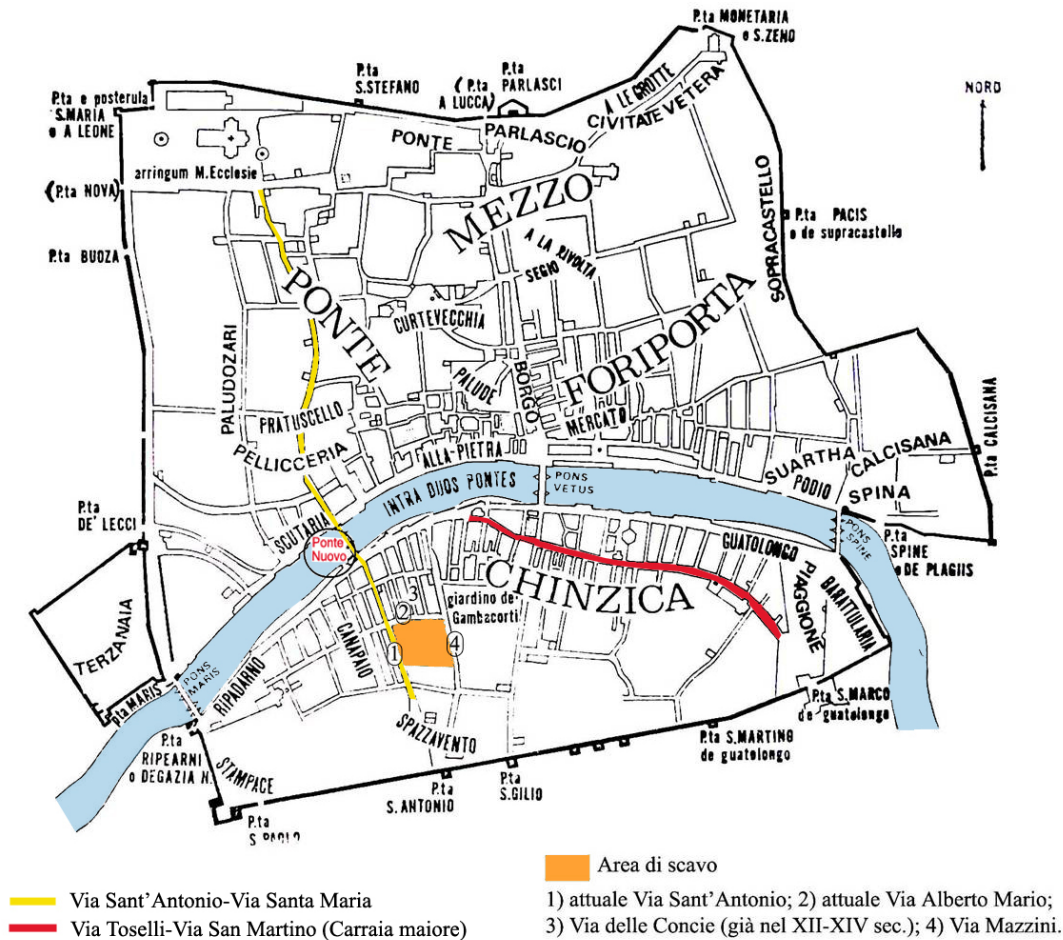 P.ta MONETARIA
e S.ZENO
P.ta
S.STEFANO
(P.ta
A LUCCA)
P.ta
PARLASCI
P.ta e posterula
S.MARIA
e A LEONE
A LE GROTTE
CIVITATE VETERA
NORD
PONTE
PARLASCIO
arringum M.Ecclesie
(P.ta NOVA)
MEZZO
SOPRACASTELLO
P.ta PACIS
o de supracastello
P.ta BUOZA
A LA RIVOLTA
SEGIO
PONTE
CURTEVECCHIA
FORIPORTA
PALUDOZARI
PALUDE
BORGO
PRATUSCELLO
MERCATO
PELLICCERIA
ALLA-PIETRA
SUARTHA
CALCISANA
P.ta CALCISANA
PODIO
SPINA
INTRA DUOS PONTES
PONS
VETUS
P.ta
DE' LECCI
SCUTARIA
Ponte
Nuovo
GUATOLONGO
PONS
SPINE
P.ta
SPINE
o DE PLAGIIS
CHINZICA
PIAGGIONE
BARATTULARIA
giardino de'
Gambacorti
3
2
1
4
CANAPAIO
TERZANAIA
PONS
MARIS
RIPADARNO
P.ta MARIS
SPAZZAVENTO
P.ta S.MARCO
de guatolongo
P.ta S.MARTINO
de guatolongo
P.ta
RIPEARNI
o DEGAZIA N.
STAMPACE
P.ta
S.ANTONIO
P.ta
S.GILIO
P.ta
S.PAOLO
Area di scavo
Via Sant'Antonio-Via Santa Maria
Via Toselli-Via San Martino (Carraia maiore)
1) attuale Via Sant'Antonio; 2) attuale Via Alberto Mario;
3) Via delle Concie (già nel XII-XIV sec.); 4) Via Mazzini.